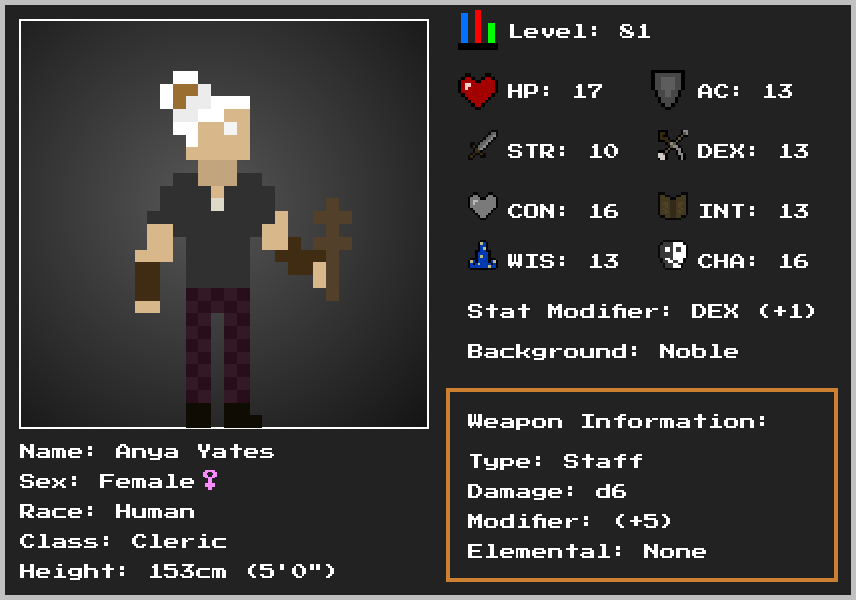 Level: 81
HP: 17
AC: 13
STR: 10
DEX: 13
CON: 16
INT: 13
WIS: 13
CHA: 16
Stat Modifier: DEX (+1)
Background: Noble
Weapon Information:
Type: Staff
Damage: d6
Modifier: (+5)
Elemental: None
Name: Anya Yates
Sex: Female♀
Race: Human
Class: Cleric
Height: 153cm (5'0")